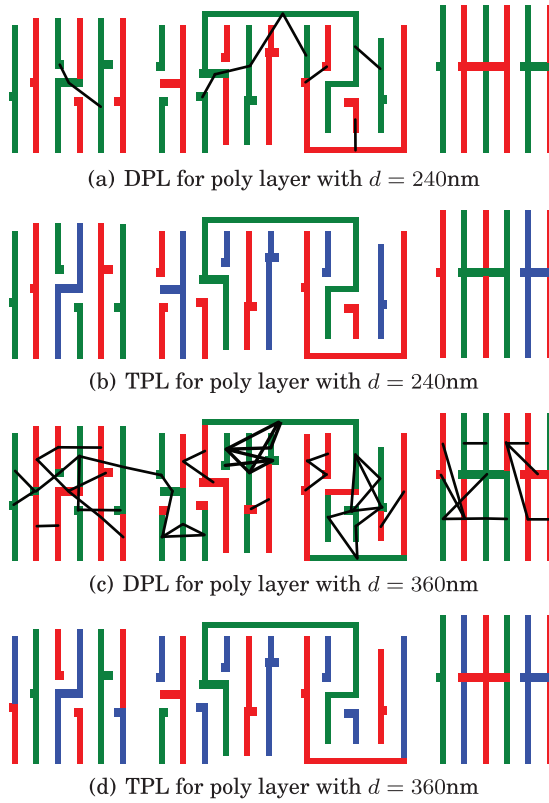 (a) DPL for poly layer with d = 240nm
(b) TPL for poly layer with d = 240nm
(c) DPL for poly layer with d = 360nm
(d) TPL for poly layer with d = 360nm